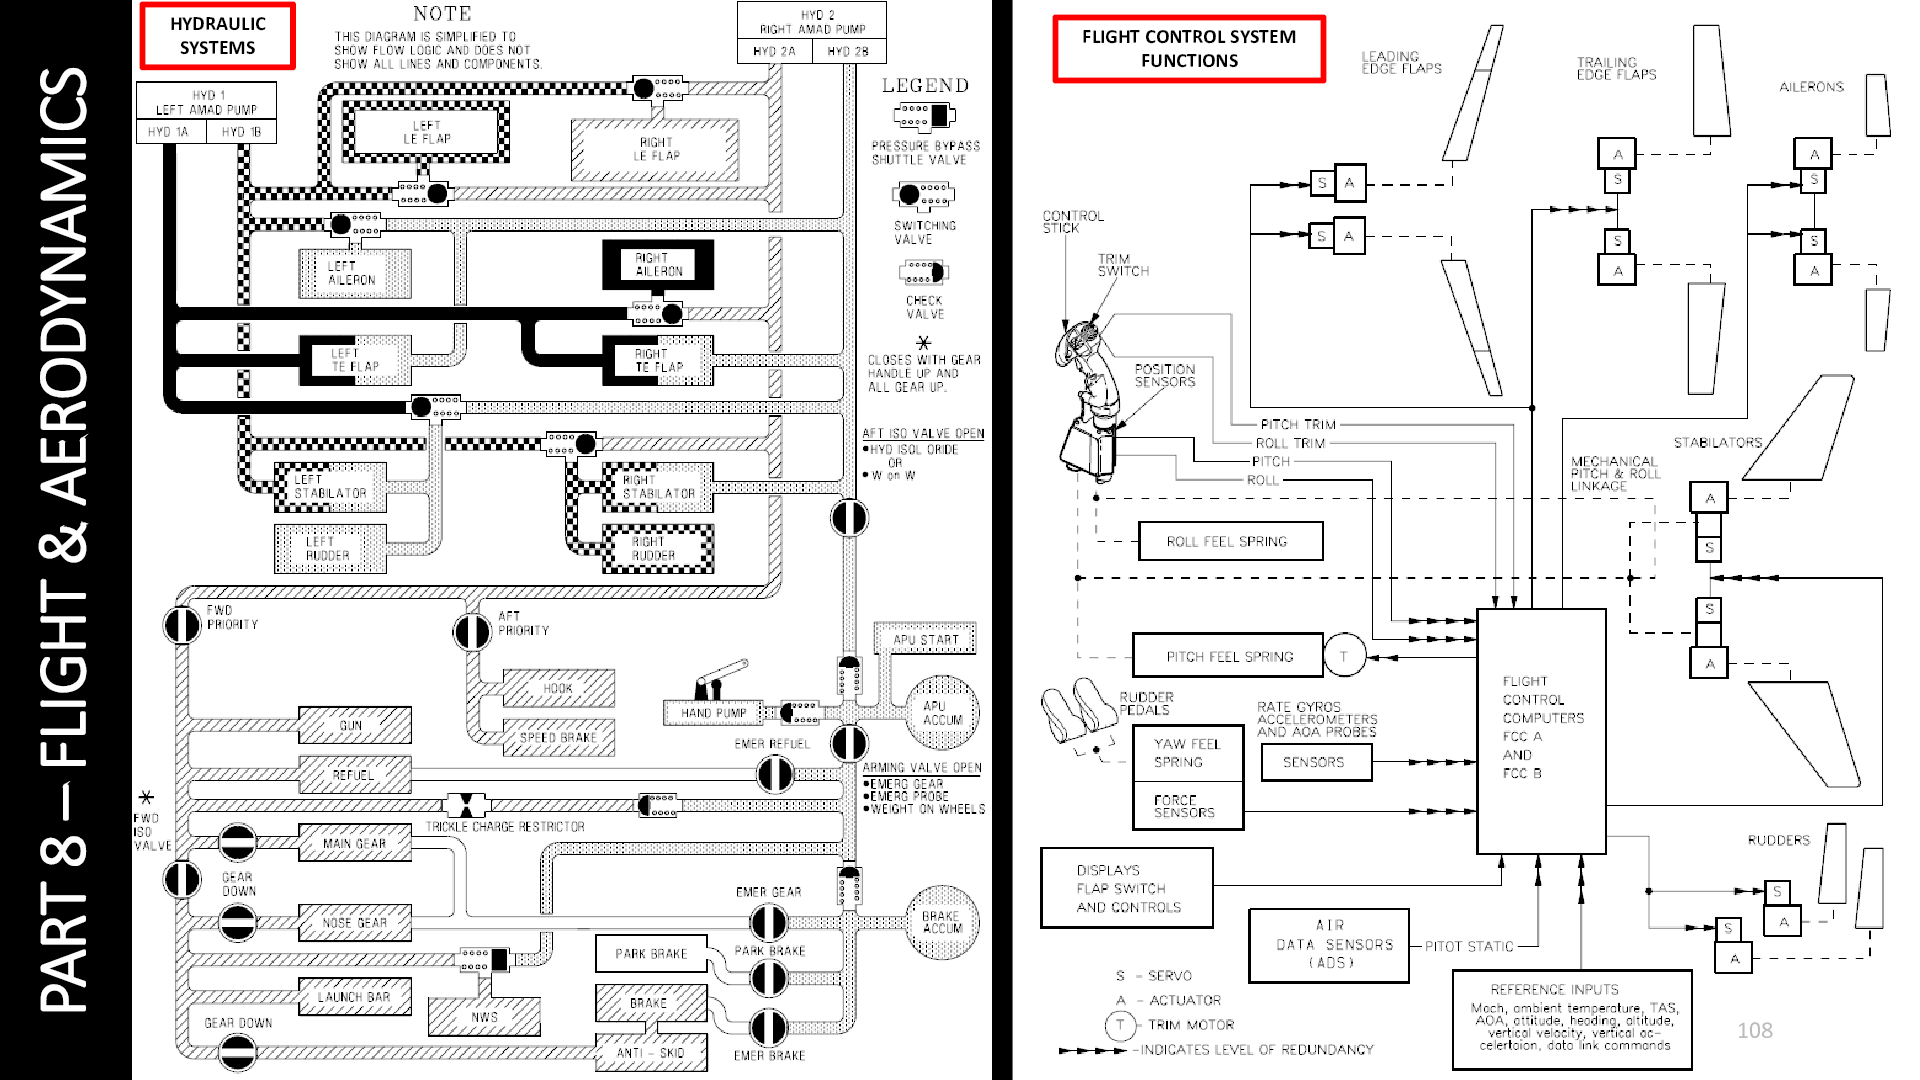 PART 8 – FLIGHT & AERODYNAMICS
HYDRAULIC
SYSTEMS
NOTE
THIS DIAGRAM IS SIMPLIFIED TO
SHOW FLOW LOGIC AND DOES NOT
SHOW ALL LINES AND COMPONENTS.
HYD 2
RIGHT AMAD PUMP
HYD 2A
HYD 2B
HYD 1
LEFT AMAD PUMP
HYD 1A
HYD 1B
LEFT
LE FLAP
RIGHT
LE FLAP
LEFT
AILERON
RIGHT
AILERON
LEFT
TE FLAP
RIGHT
TE FLAP
LEFT
STABILATOR
RIGHT
STABILATOR
LEFT
RUDDER
RIGHT
RUDDER
LEGEND
PRESSURE BYPASS
SHUTTLE VALVE
SWITCHING
VALVE
CHECK
VALVE
*
CLOSES WITH GEAR
HANDLE UP AND
ALL GEAR UP.
AFT ISO VALVE OPEN
•HYD ISOL ORIDE
OR
•W on W
FWD
PRIORITY
AFT
PRIORITY
APU START
HOOK
HAND PUMP
APU
ACCUM
GUN
SPEED BRAKE
EMER REFUEL
REFUEL
ARMING VALVE OPEN
•EMERG GEAR
•EMERG PROBE
•WEIGHT ON WHEELS
*
FWD
ISO
VALVE
TRICKLE CHARGE RESTRICTOR
MAIN GEAR
GEAR
DOWN
EMER GEAR
NOSE GEAR
BRAKE
ACCUM
PARK BRAKE
PARK BRAKE
LAUNCH BAR
NWS
BRAKE
GEAR DOWN
ANTI - SKID
EMER BRAKE
FLIGHT CONTROL SYSTEM
FUNCTIONS
LEADING
EDGE FLAPS
TRAILING
EDGE FLAPS
AILERONS
S A
S A
A
S
S
A
A
S
S
A
CONTROL
STICK
TRIM
SWITCH
POSITION
SENSORS
PITCH TRIM
ROLL TRIM
PITCH
ROLL
STABILATORS
MECHANICAL
PITCH & ROLL
LINKAGE
A
S
S
A
ROLL FEEL SPRING
PITCH FEEL SPRING
T
RUDDER
PEDALS
YAW FEEL
SPRING
FORCE
SENSORS
RATE GYROS
ACCELEROMETERS
AND AOA PROBES
SENSORS
FLIGHT
CONTROL
COMPUTERS
FCC A
AND
FCC B
DISPLAYS
FLAP SWITCH
AND CONTROLS
AIR
DATA SENSORS
(ADS)
PITOT STATIC
RUDDERS
S
A
S
A
REFERENCE INPUTS
Mach, ambient temperature, TAS,
AOA, attitude, heading, altitude,
vertical velocity, vertical ac-
celertaion, data link commands
S - SERVO
A - ACTUATOR
T - TRIM MOTOR
-INDICATES LEVEL OF REDUNDANCY
108